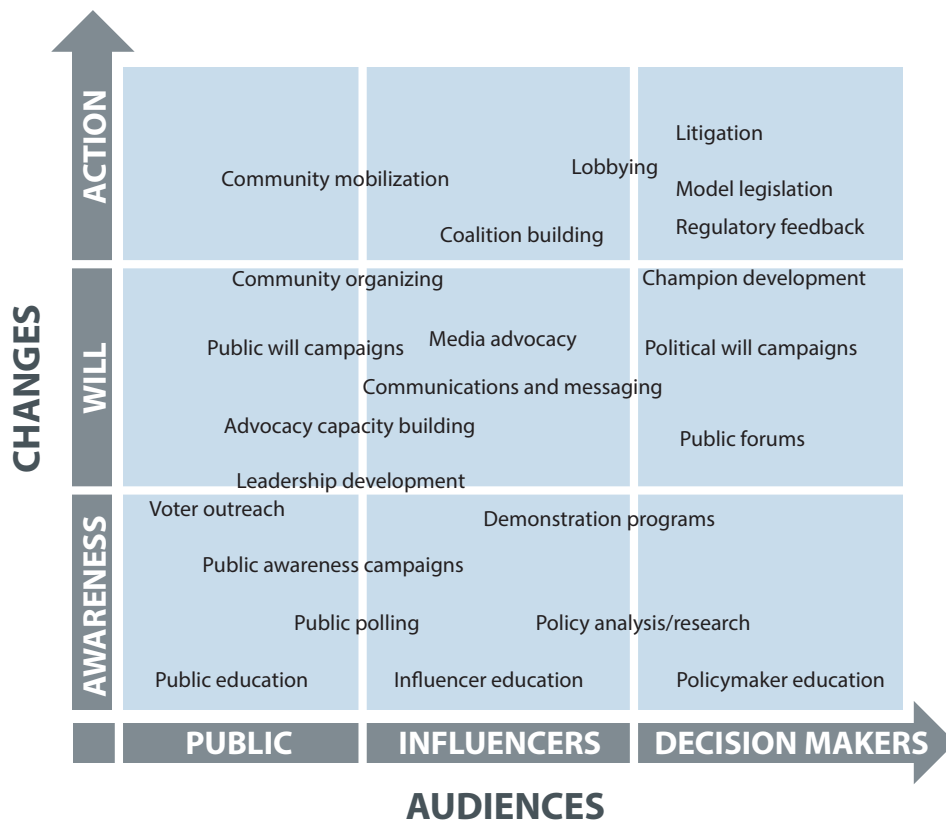 CHANGES
ACTION
WILL
AWARENESS
Litigation
Lobbying
Community mobilization
Model legislation
Regulatory feedback
Coalition building
Community organizing
Champion development
Media advocacy
Public will campaigns
Political will campaigns
Communications and messaging
Advocacy capacity building
Public forums
Leadership development
Voter outreach
Demonstration programs
Public awareness campaigns
Public polling
Policy analysis/research
Public education
Influencer education
Policymaker education
PUBLIC
INFLUENCERS
DECISION MAKERS
AUDIENCES